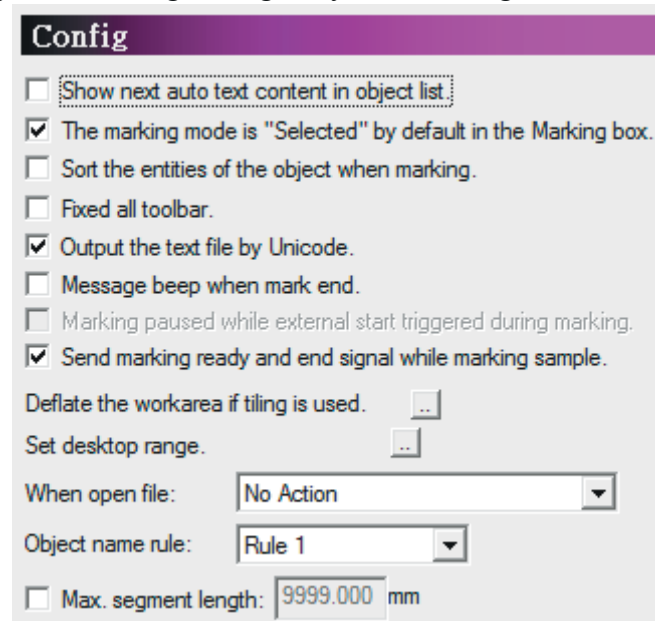 Config
Show next auto text content in object list.
The marking mode is "Selected" by default in the Marking box.
Sort the entities of the object when marking.
Fixed all toolbar.
Output the text file by Unicode.
Message beep when mark end.
Marking paused while external start triggered during marking.
Send marking ready and end signal while marking sample.
Deflate the workarea if tiling is used. ..
Set desktop range. ..
When open file: No Action
Object name rule: Rule 1
Max. segment length: 9999.000 mm